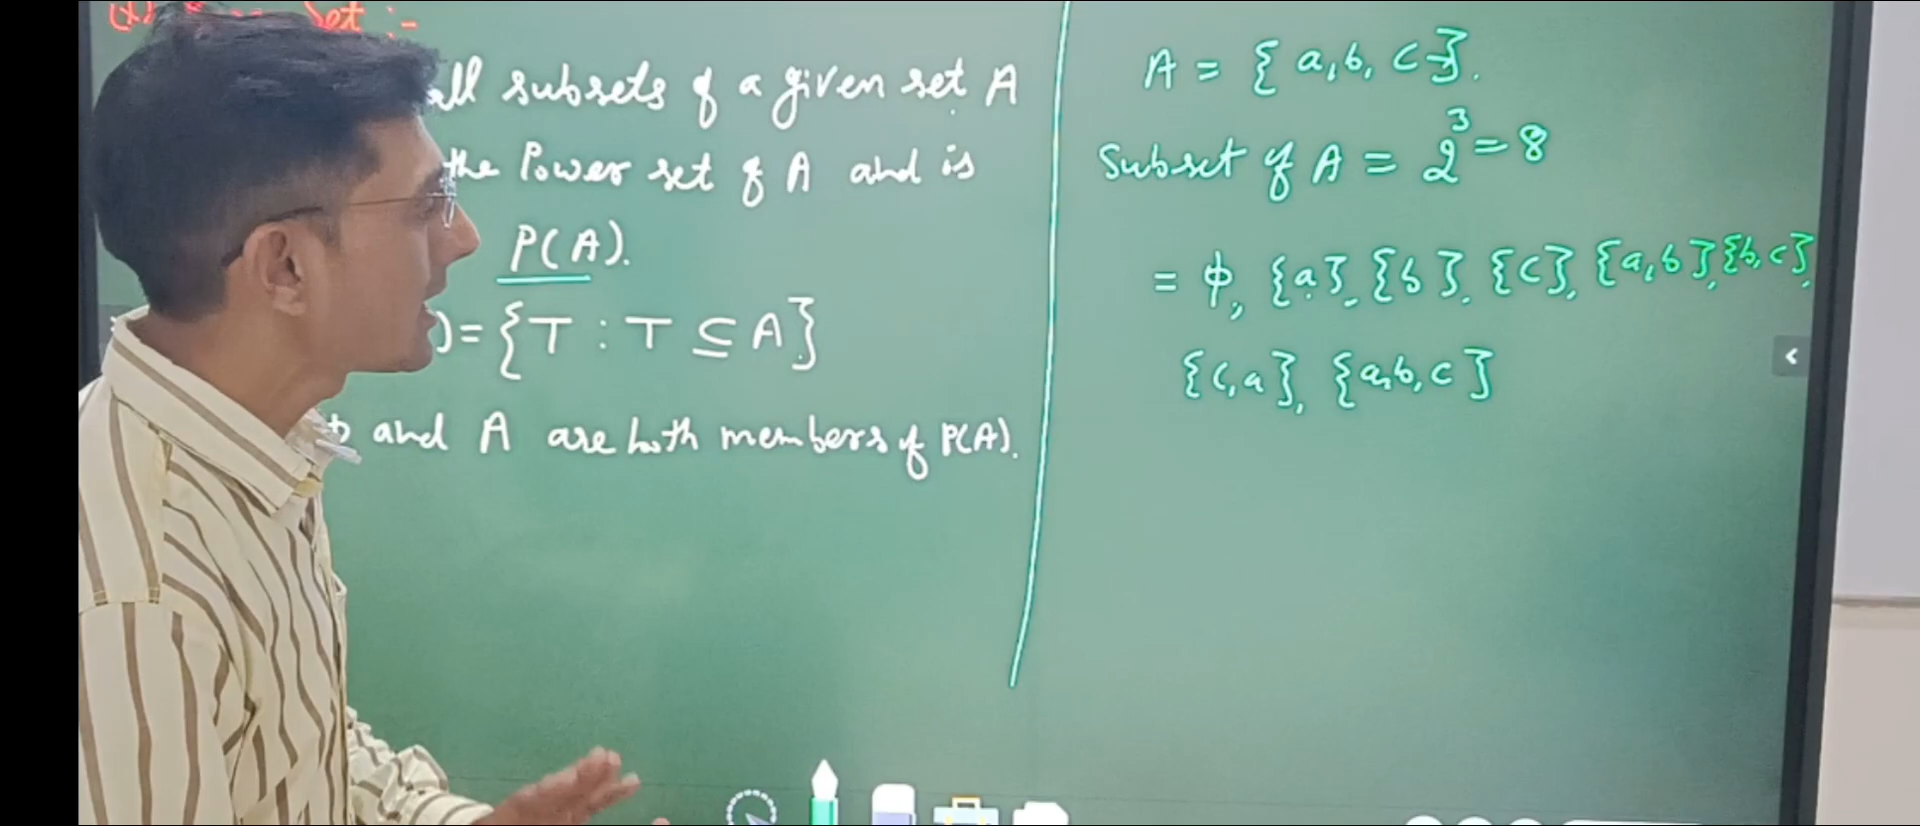 Set :-
all subsets of a given set A
the Power set of A and is
P(A).
)= {T : T ⊆ A}
and A are both members of P(A).
A = {a,b, c}.
Subset of A = 2³ = 8
= ϕ, {a}, {b}, {c}, {a,b}, {b,c},
{c,a}, {a,b,c}